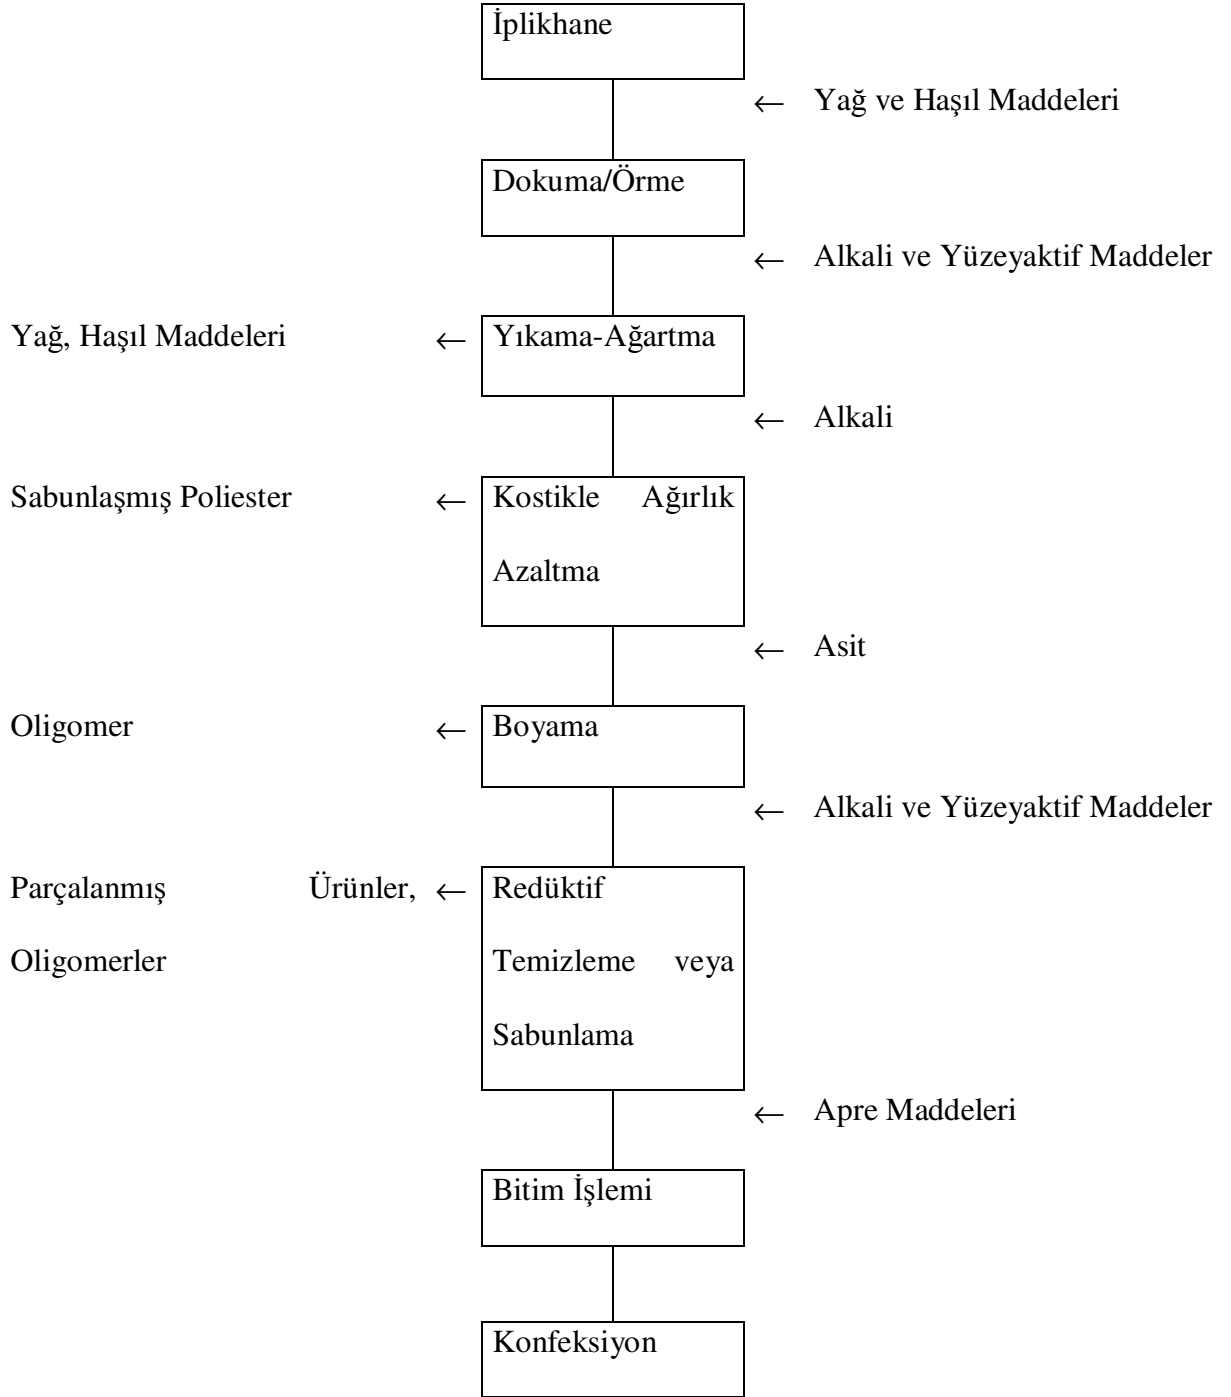 İplikhane
← Yağ ve Haşıl Maddeleri
Dokuma/Örme
← Alkali ve Yüzeyaktif Maddeler
Yağ, Haşıl Maddeleri ← Yıkama-Ağartma
← Alkali
Sabunlaşmış Poliester ← Kostikle Ağırlık
Azaltma
← Asit
Oligomer ← Boyama
← Alkali ve Yüzeyaktif Maddeler
Parçalanmış Ürünler, ← Redüktif
Oligomerler Temizleme veya
Sabunlama
← Apre Maddeleri
Bitim İşlemi
Konfeksiyon